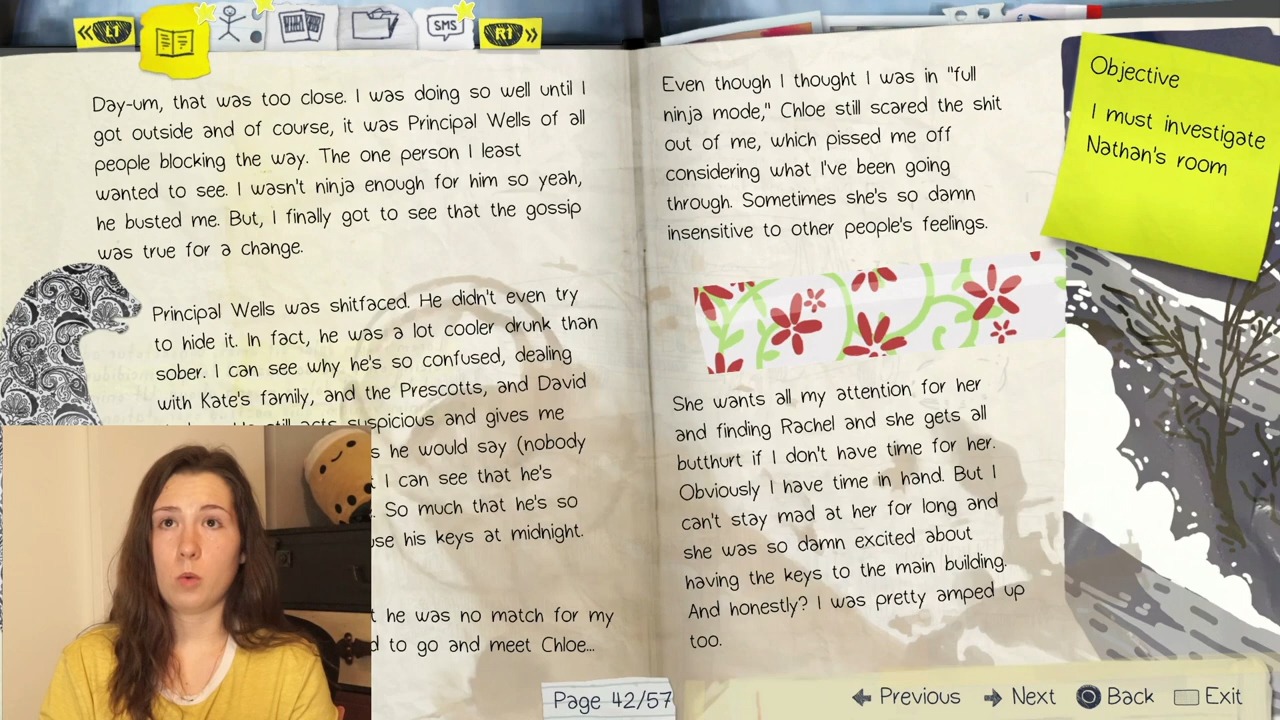 L1
SMS
R1
Day-um, that was too close. I was doing so well until I
got outside and of course, it was Principal Wells of all
people blocking the way. The one person I least
wanted to see. I wasn't ninja enough for him so yeah,
he busted me. But, I finally got to see that the gossip
was true for a change.
Principal Wells was shitfaced. He didn't even try
to hide it. In fact, he was a lot cooler drunk than
sober. I can see why he's so confused, dealing
with Kate's family, and the Prescotts, and David
still acts suspicious and gives me
s he would say (nobody
I can see that he's
. So much that he's so
use his keys at midnight.
t he was no match for my
d to go and meet Chloe...
Even though I thought I was in "full
ninja mode," Chloe still scared the shit
out of me, which pissed me off
considering what I've been going
through. Sometimes she's so damn
insensitive to other people's feelings.
She wants all my attention for her
and finding Rachel and she gets all
butthurt if I don't have time for her.
Obviously I have time in hand. But I
can't stay mad at her for long and
she was so damn excited about
having the keys to the main building.
And honestly? I was pretty amped up
too.
Objective
I must investigate
Nathan's room
Page 42/57
Previous Next Back Exit